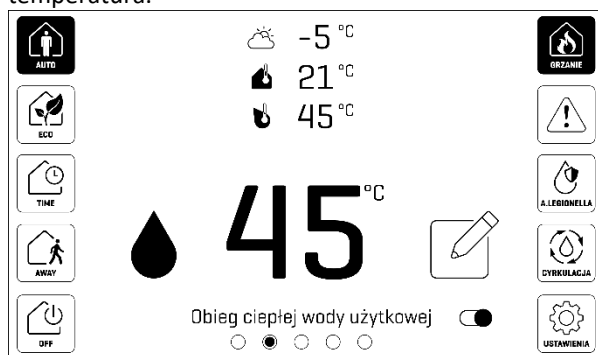 temperatura.
AUTO
ECO
TIME
AWAY
OFF
-5 °C
21 °C
45 °C
45 °C
Obieg ciepłej wody użytkowej
GRZANIE
A.LEGIONELLA
CYRKULACJA
USTAWIENIA